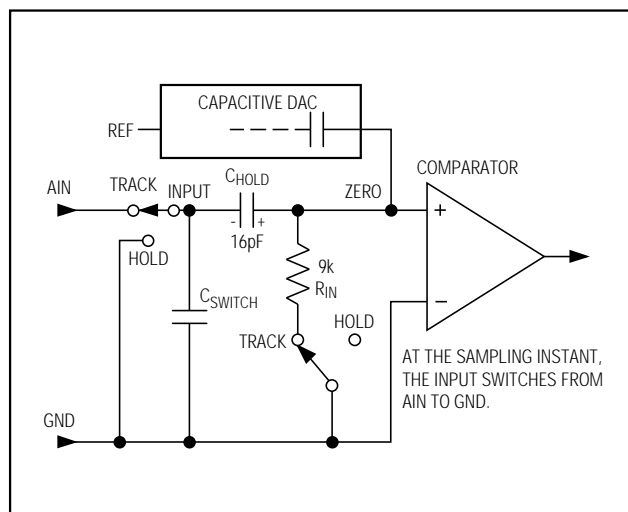 CAPACITIVE DAC
REF
COMPARATOR
AIN
TRACK
INPUT
CHOLD
ZERO
- +
16pF
+
HOLD
9k
RIN
CSWITCH
HOLD
TRACK
−
AT THE SAMPLING INSTANT,
THE INPUT SWITCHES FROM
AIN TO GND.
GND